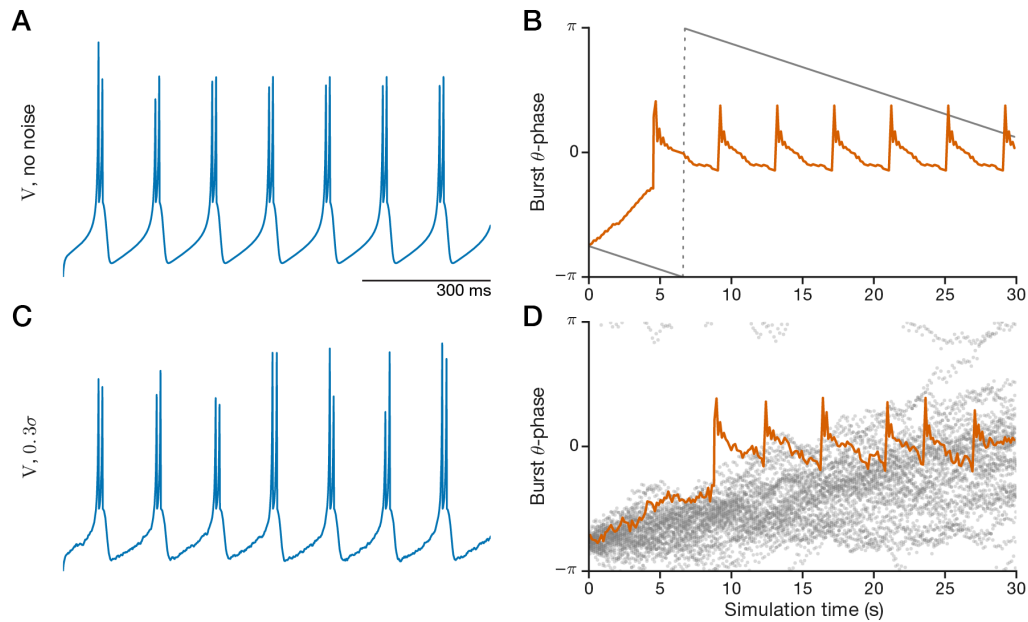 A
V, no noise
300 ms
B
Burst θ-phase
π
0
−π
0 5 10 15 20 25 30
C
V, 0.3σ
D
Burst θ-phase
π
0
−π
0 5 10 15 20 25 30
Simulation time (s)